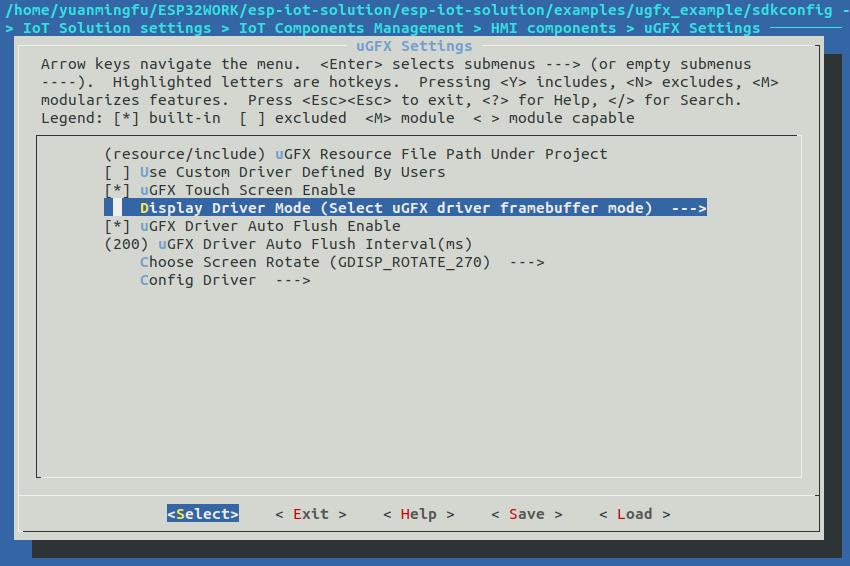 /home/yuanmingfu/ESP32WORK/esp-iot-solution/esp-iot-solution/examples/ugfx_example/sdkconfig -
> IoT Solution settings > IoT Components Management > HMI components > uGFX Settings
uGFX Settings
Arrow keys navigate the menu.  <Enter> selects submenus ---> (or empty submenus
----).  Highlighted letters are hotkeys.  Pressing <Y> includes, <N> excludes, <M>
modularizes features.  Press <Esc><Esc> to exit, <?> for Help, </> for Search.
Legend: [*] built-in  [ ] excluded  <M> module  < > module capable
(resource/include) uGFX Resource File Path Under Project
[ ] Use Custom Driver Defined By Users
[*] uGFX Touch Screen Enable
Display Driver Mode (Select uGFX driver framebuffer mode)  --->
[*] uGFX Driver Auto Flush Enable
(200) uGFX Driver Auto Flush Interval(ms)
Choose Screen Rotate (GDISP_ROTATE_270)  --->
Config Driver  --->
<Select>    < Exit >    < Help >    < Save >    < Load >